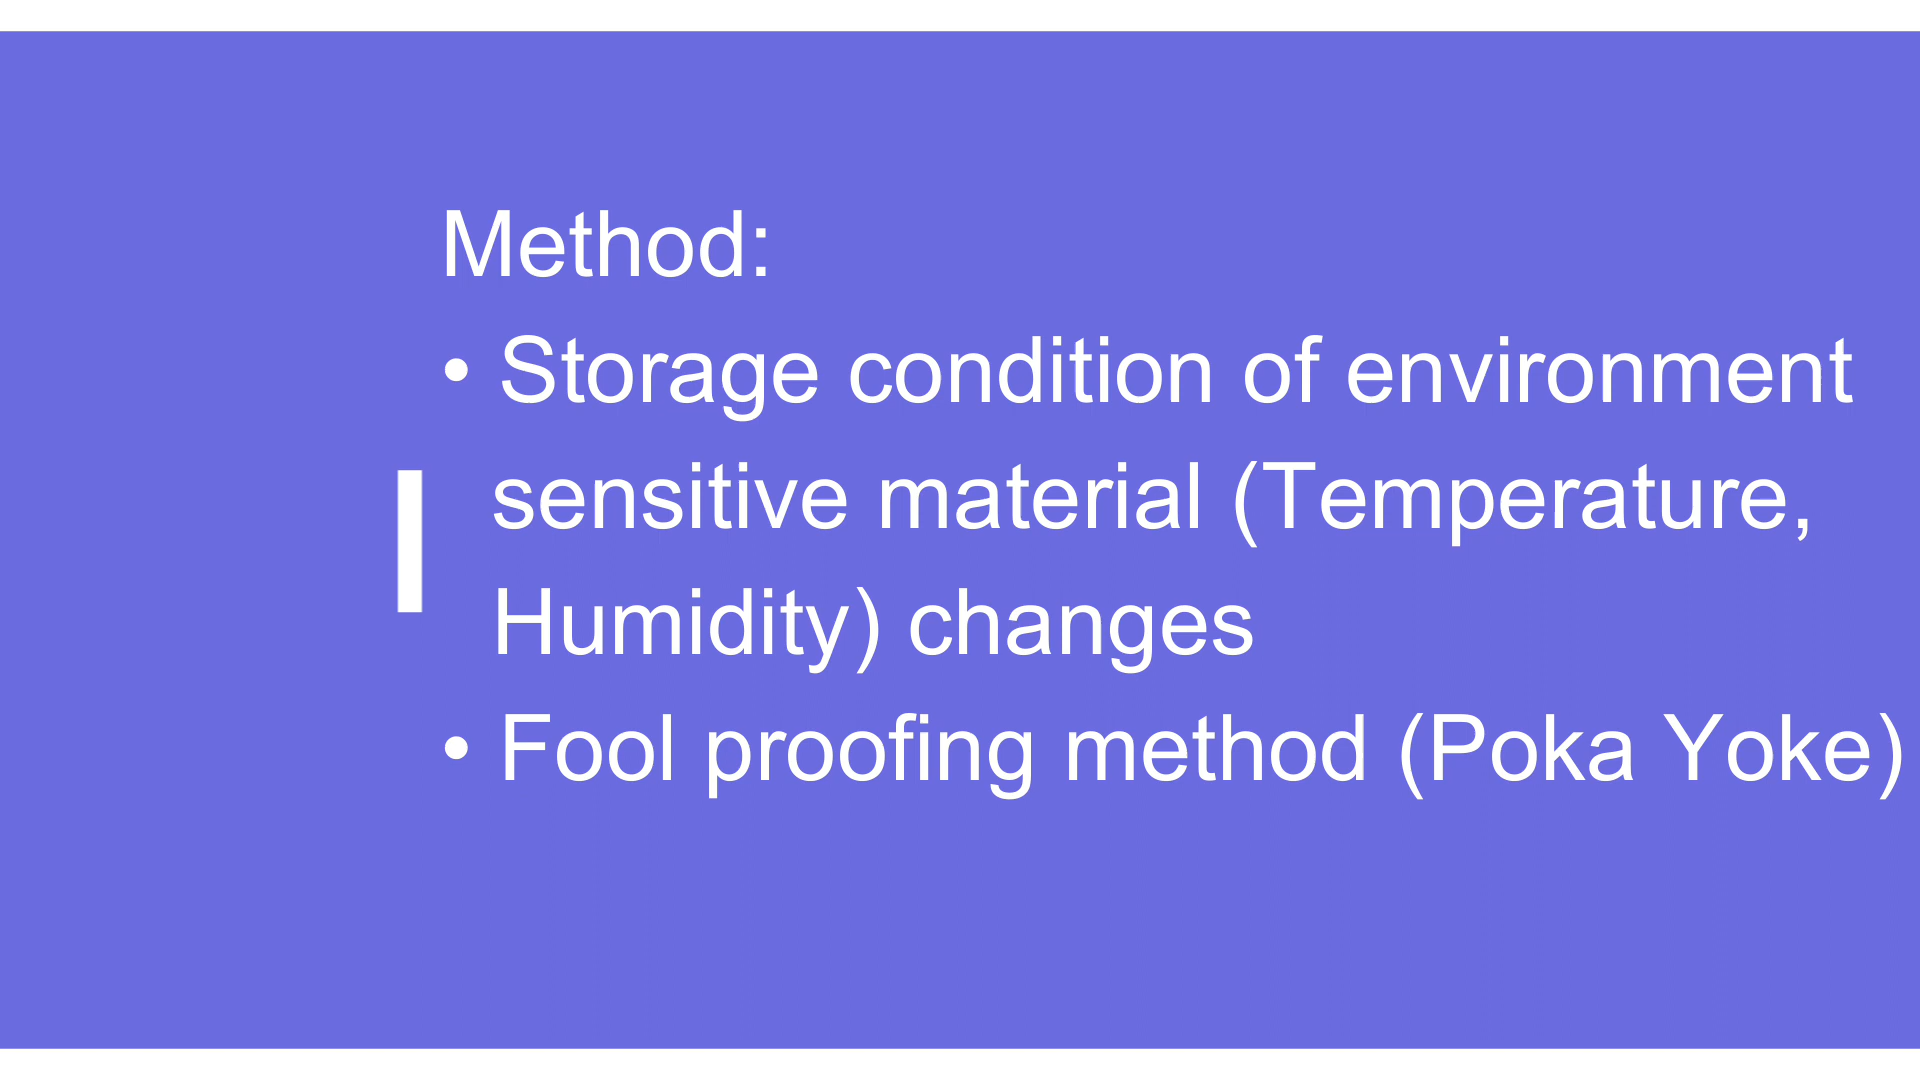 Method:
• Storage condition of environment
sensitive material (Temperature,
Humidity) changes
• Fool proofing method (Poka Yoke)